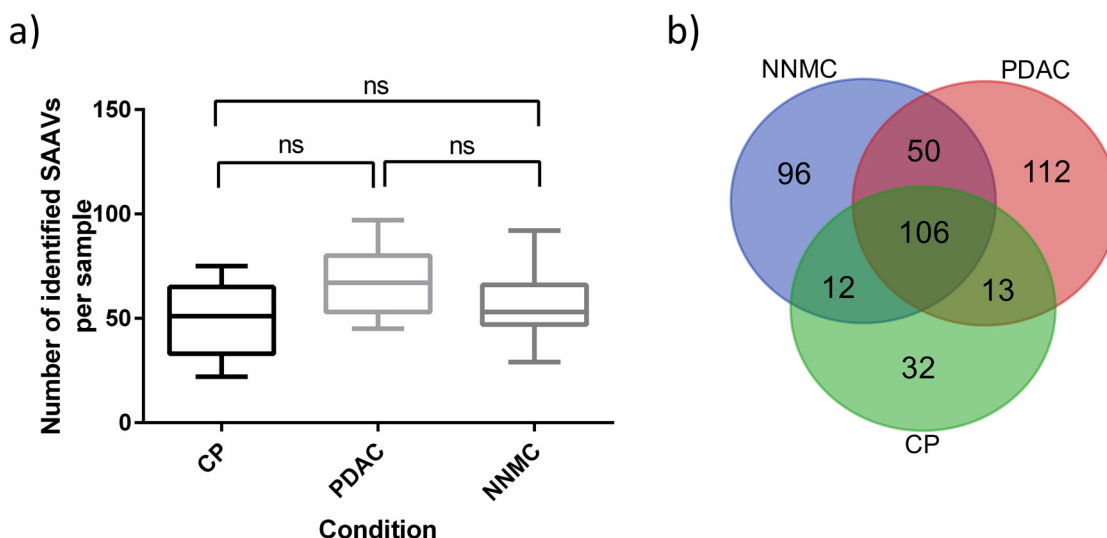 a)
ns
ns
ns
150
100
50
0
Number of identified SAAVs
per sample
CP
PDAC
NNMC
Condition
b)
NNMC
PDAC
50
96
112
106
12
13
32
CP